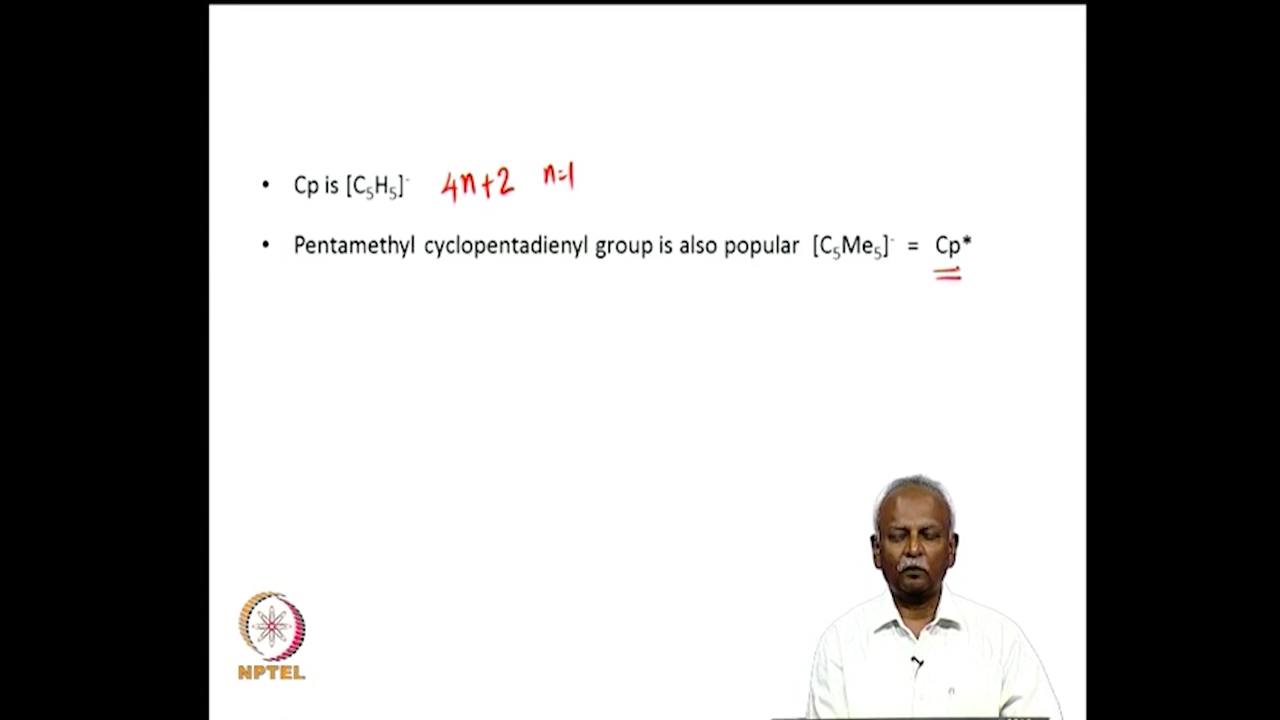 • Cp is [C₅H₅]⁻ 4n+2 n=1
• Pentamethyl cyclopentadienyl group is also popular [C₅Me₅]⁻ = Cp*
NPTEL